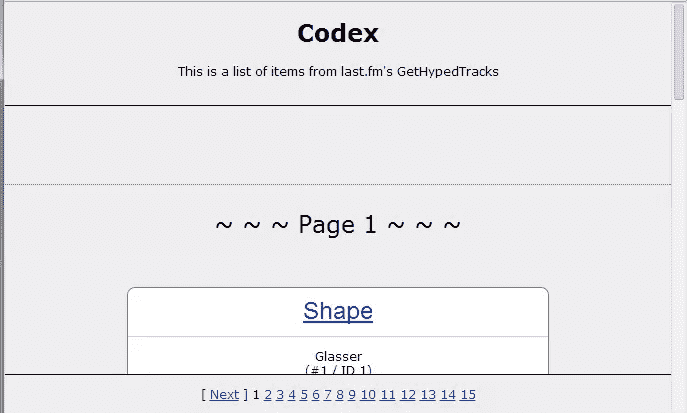 Codex
This is a list of items from last.fm's GetHypedTracks
~ ~ ~ Page 1 ~ ~ ~
Shape
Glasser
(#1 / ID 1)
[ Next ] 1 2 3 4 5 6 7 8 9 10 11 12 13 14 15